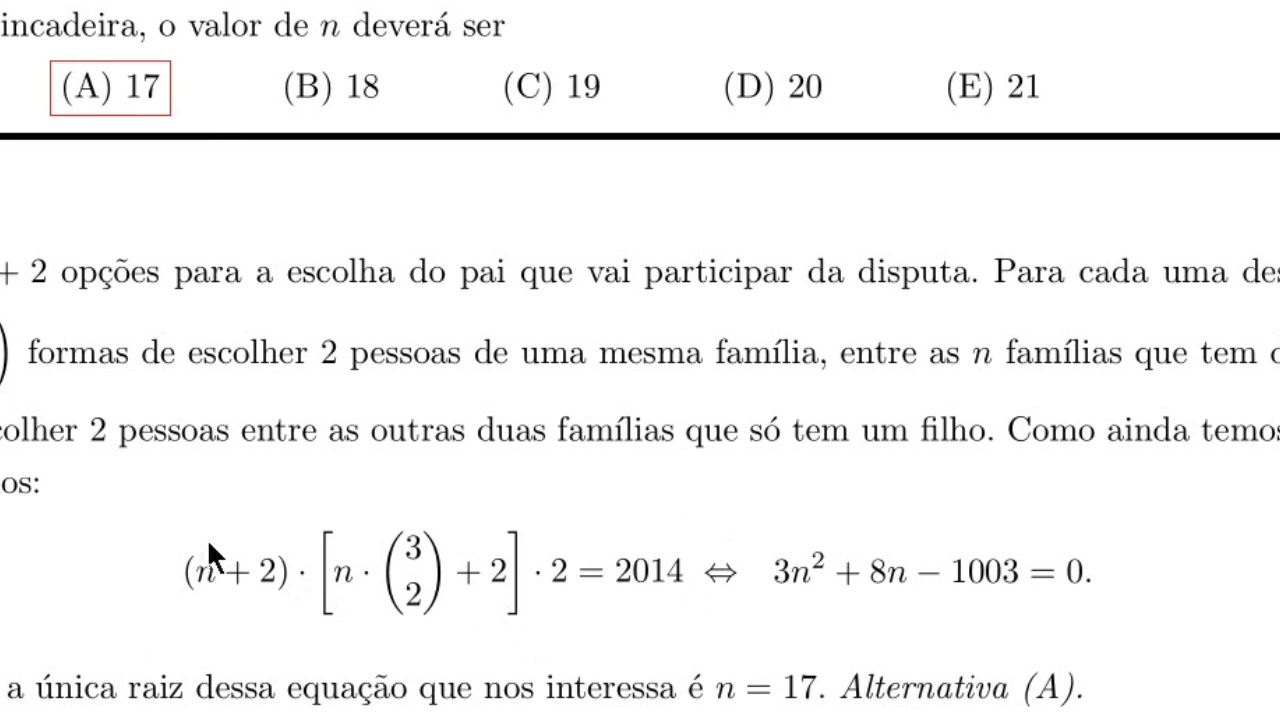 incadeira, o valor de n deverá ser
(A) 17 (B) 18 (C) 19 (D) 20 (E) 21
+ 2 opções para a escolha do pai que vai participar da disputa. Para cada uma des
) formas de escolher 2 pessoas de uma mesma família, entre as n famílias que tem
colher 2 pessoas entre as outras duas famílias que só tem um filho. Como ainda temos
os:
(n + 2) · [n · (3 2) + 2] · 2 = 2014 ⇔ 3n² + 8n − 1003 = 0.
a única raiz dessa equação que nos interessa é n = 17. Alternativa (A).